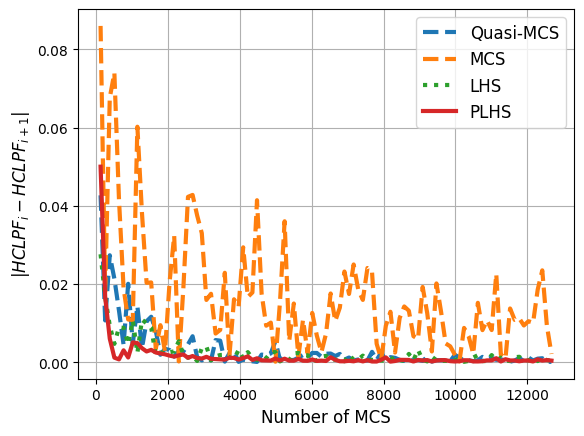 0.08
0.06
0.04
0.02
0.00
|HCLPF_i − HCLPF_{i+1}|
Quasi-MCS
MCS
LHS
PLHS
0 2000 4000 6000 8000 10000 12000
Number of MCS